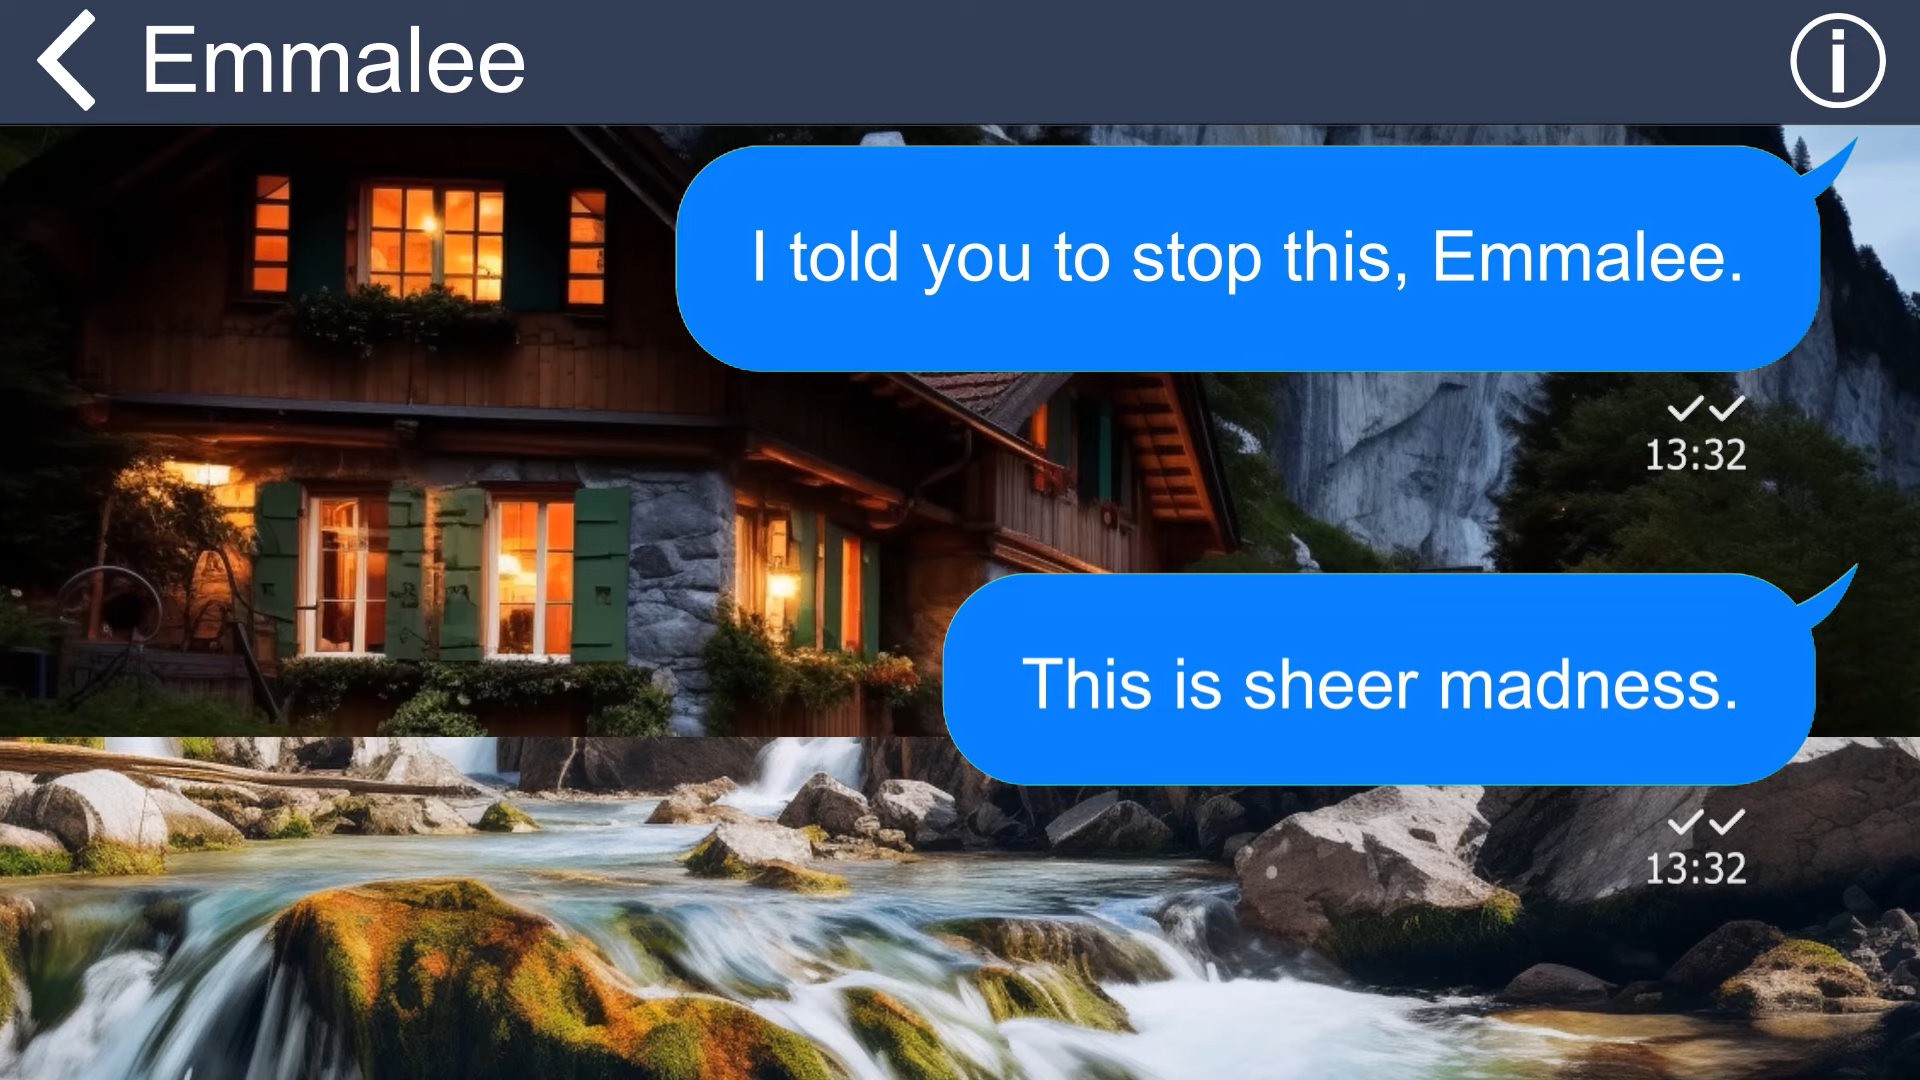 Emmalee
I told you to stop this, Emmalee.
13:32
This is sheer madness.
13:32